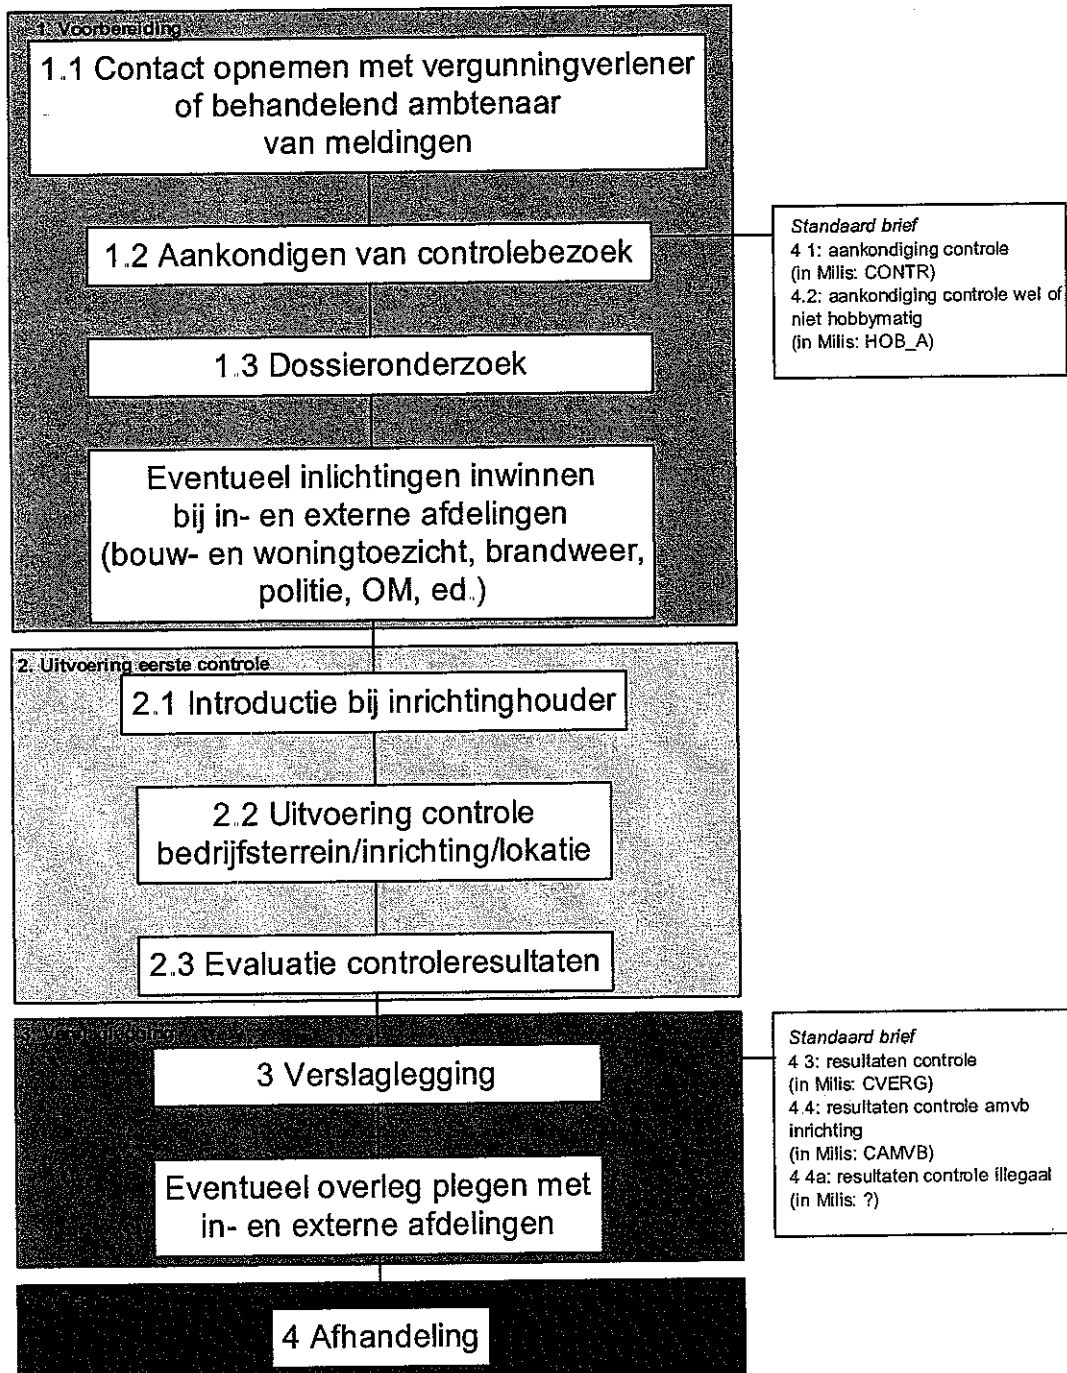 1. Voorbereiding
1.1 Contact opnemen met vergunningverlener
of behandelend ambtenaar
van meldingen
1.2 Aankondigen van controlebezoek
Standaard brief
4 1: aankondiging controle
(in Milis: CONTR)
4.2: aankondiging controle wel of
niet hobbymatig
(in Milis: HOB_A)
1.3 Dossieronderzoek
Eventueel inlichtingen inwinnen
bij in- en externe afdelingen
(bouw- en woningtoezicht, brandweer,
politie, OM, ed.)
2. Uitvoering eerste controle
2.1 Introductie bij inrichtinghouder
2.2 Uitvoering controle
bedrijfsterrein/inrichting/lokatie
2.3 Evaluatie controleresultaten
3. Verslaglegging
3 Verslaglegging
Standaard brief
4 3: resultaten controle
(in Milis: CVERG)
4.4: resultaten controle amvb
inrichting
(in Milis: CAMVB)
4 4a: resultaten controle illegaal
(in Milis: ?)
Eventueel overleg plegen met
in- en externe afdelingen
4 Afhandeling